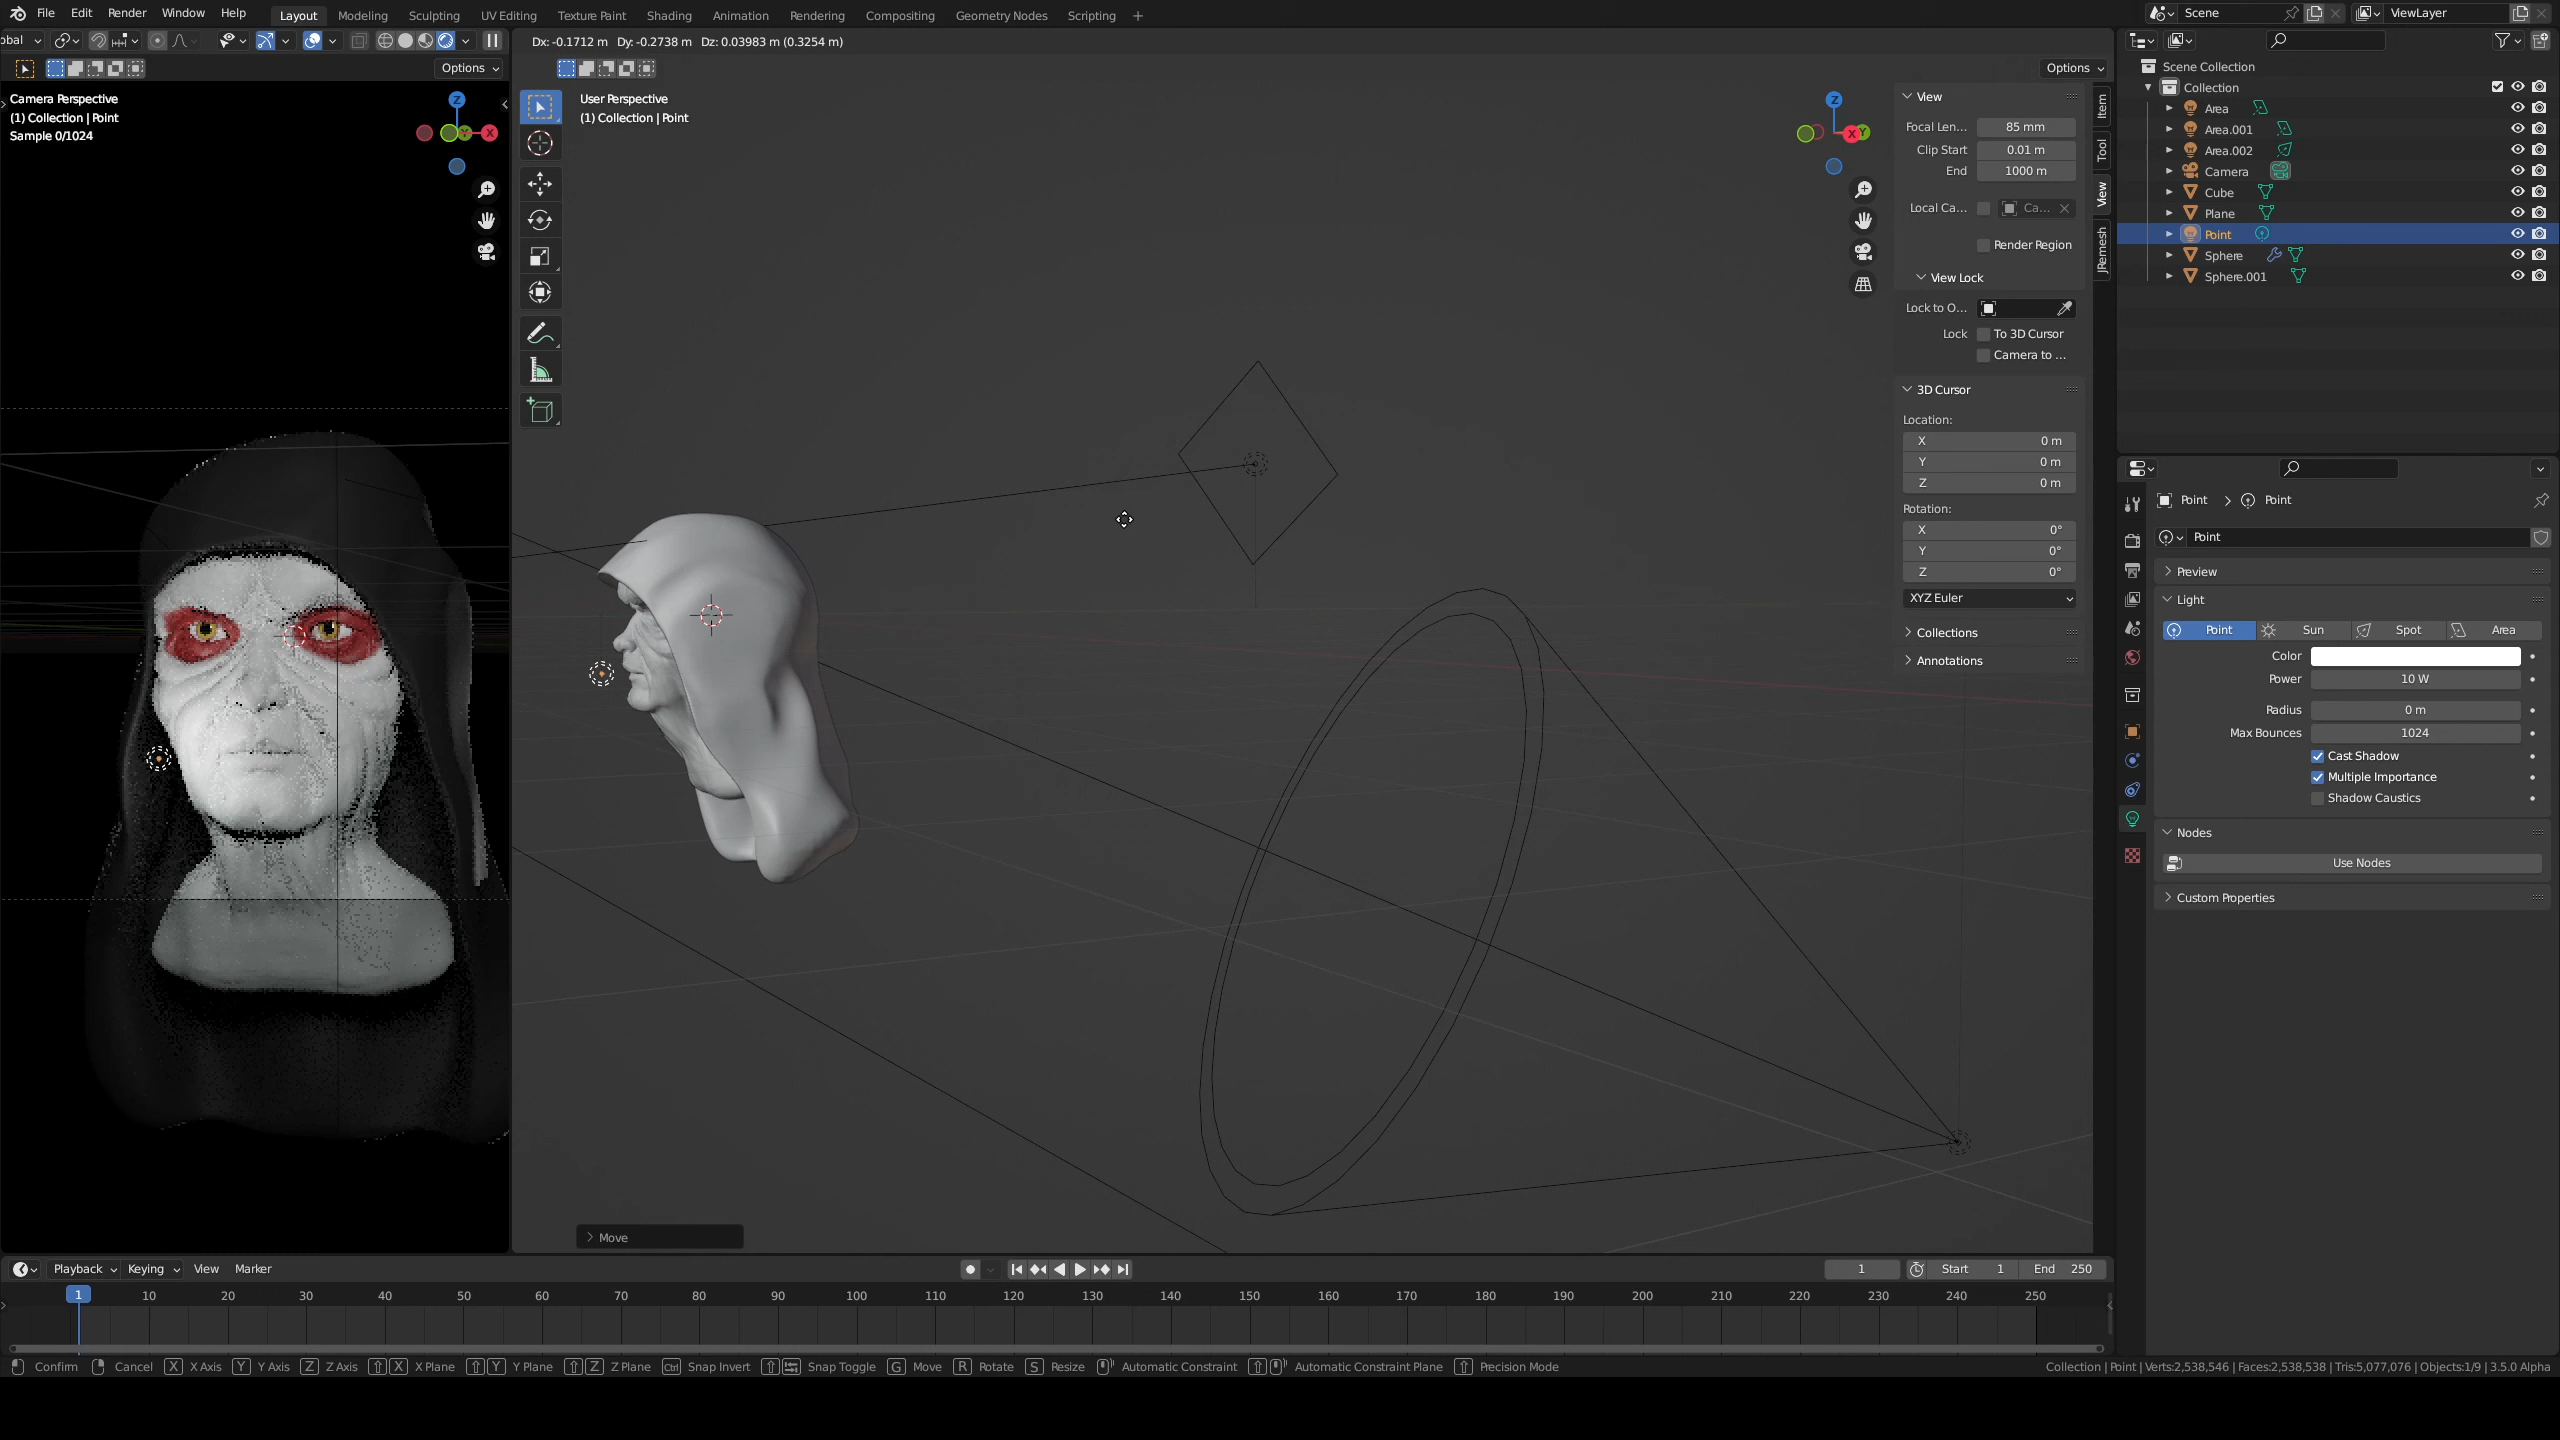 File Edit Render Window Help Layout Modeling Sculpting UV Editing Texture Paint Shading Animation Rendering Compositing Geometry Nodes Scripting + Scene ViewLayer
obal
Dx: -0.1712 m Dy: -0.2738 m Dz: 0.03983 m (0.3254 m)
Options
Options
Camera Perspective
(1) Collection | Point
Sample 0/1024
Z
X
User Perspective
(1) Collection | Point
Z
X Y
View
Focal Len... 85 mm
Clip Start 0.01 m
End 1000 m
Local Ca... Ca...
Render Region
View Lock
Lock to O...
Lock To 3D Cursor
Camera to ...
3D Cursor
Location:
X 0 m
Y 0 m
Z 0 m
Rotation:
X 0°
Y 0°
Z 0°
XYZ Euler
Collections
Annotations
Item
Tool
View
JRemesh
Scene Collection
Collection
Area
Area.001
Area.002
Camera
Cube
Plane
Point
Sphere
Sphere.001
Point > Point
Point
Preview
Light
Point Sun Spot Area
Color
Power 10 W
Radius 0 m
Max Bounces 1024
Cast Shadow
Multiple Importance
Shadow Caustics
Nodes
Use Nodes
Custom Properties
Move
Playback Keying View Marker 1 Start 1 End 250
1 10 20 30 40 50 60 70 80 90 100 110 120 130 140 150 160 170 180 190 200 210 220 230 240 250
Confirm Cancel X X Axis Y Y Axis Z Z Axis X X Plane Y Y Plane Z Z Plane Ctrl Snap Invert Snap Toggle G Move R Rotate S Resize Automatic Constraint Automatic Constraint Plane Precision Mode Collection | Point | Verts:2,538,546 | Faces:2,538,538 | Tris:5,077,076 | Objects:1/9 | 3.5.0 Alpha